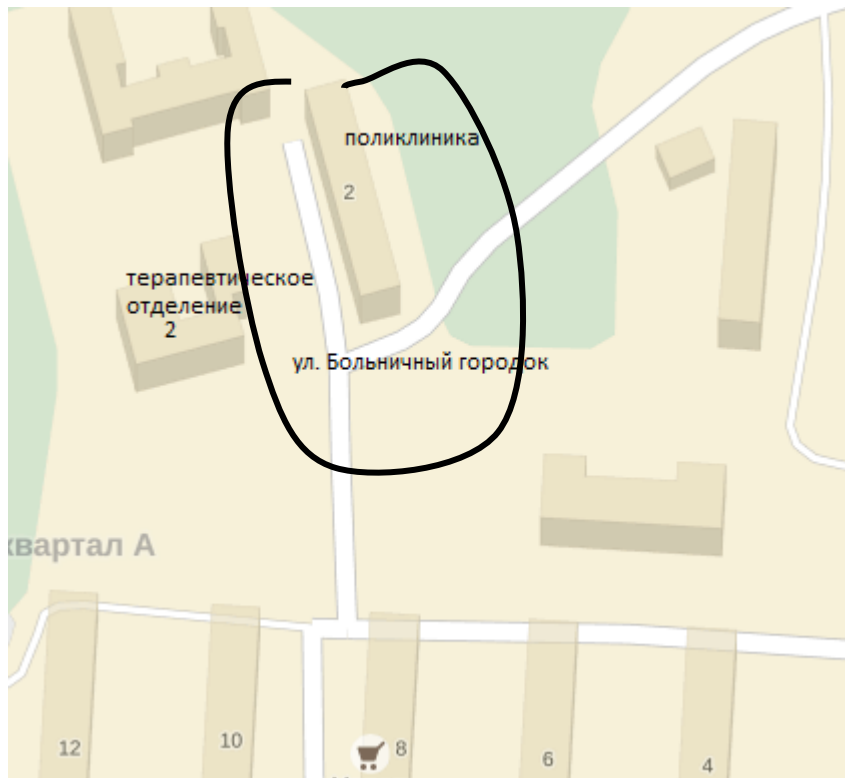 поликлиника
2
терапевтическое
отделение
2
ул. Больничный городок
квартал А
12
10
8
6
4